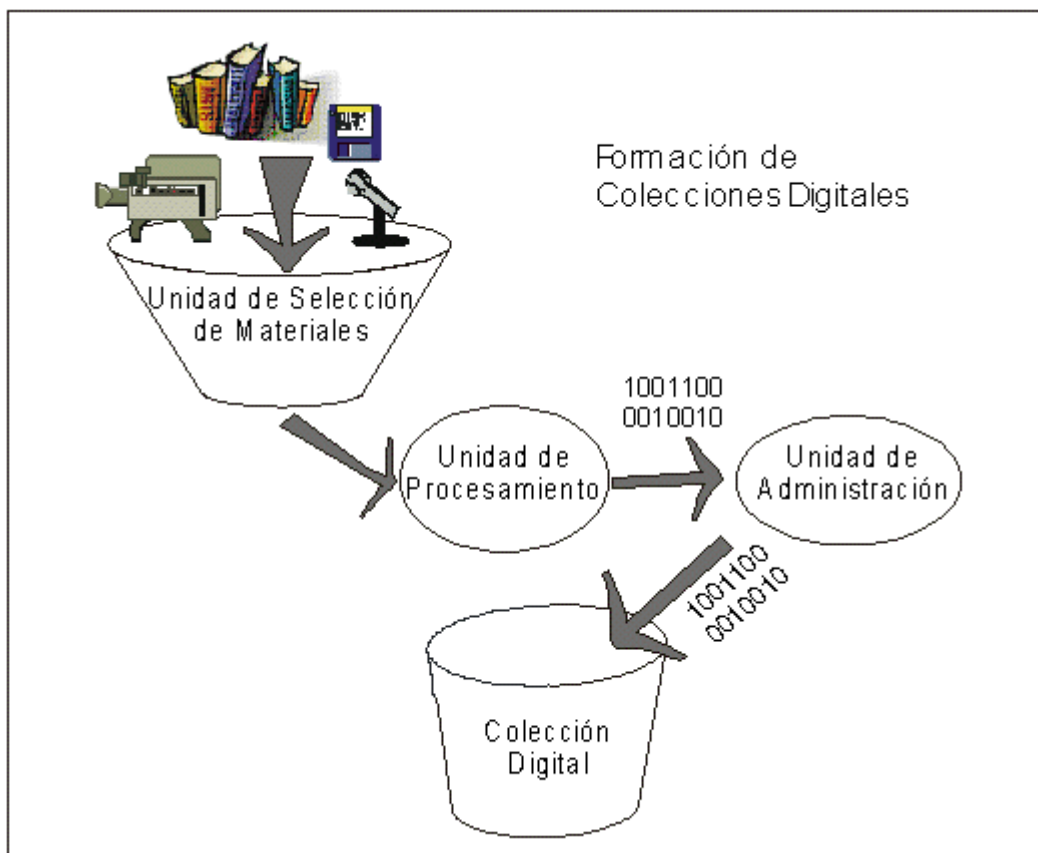 Formación de
Colecciones Digitales
Unidad de Selección
de Materiales
1001100
0010010
Unidad de
Procesamiento
Unidad de
Administración
1001100
0010010
Colección
Digital